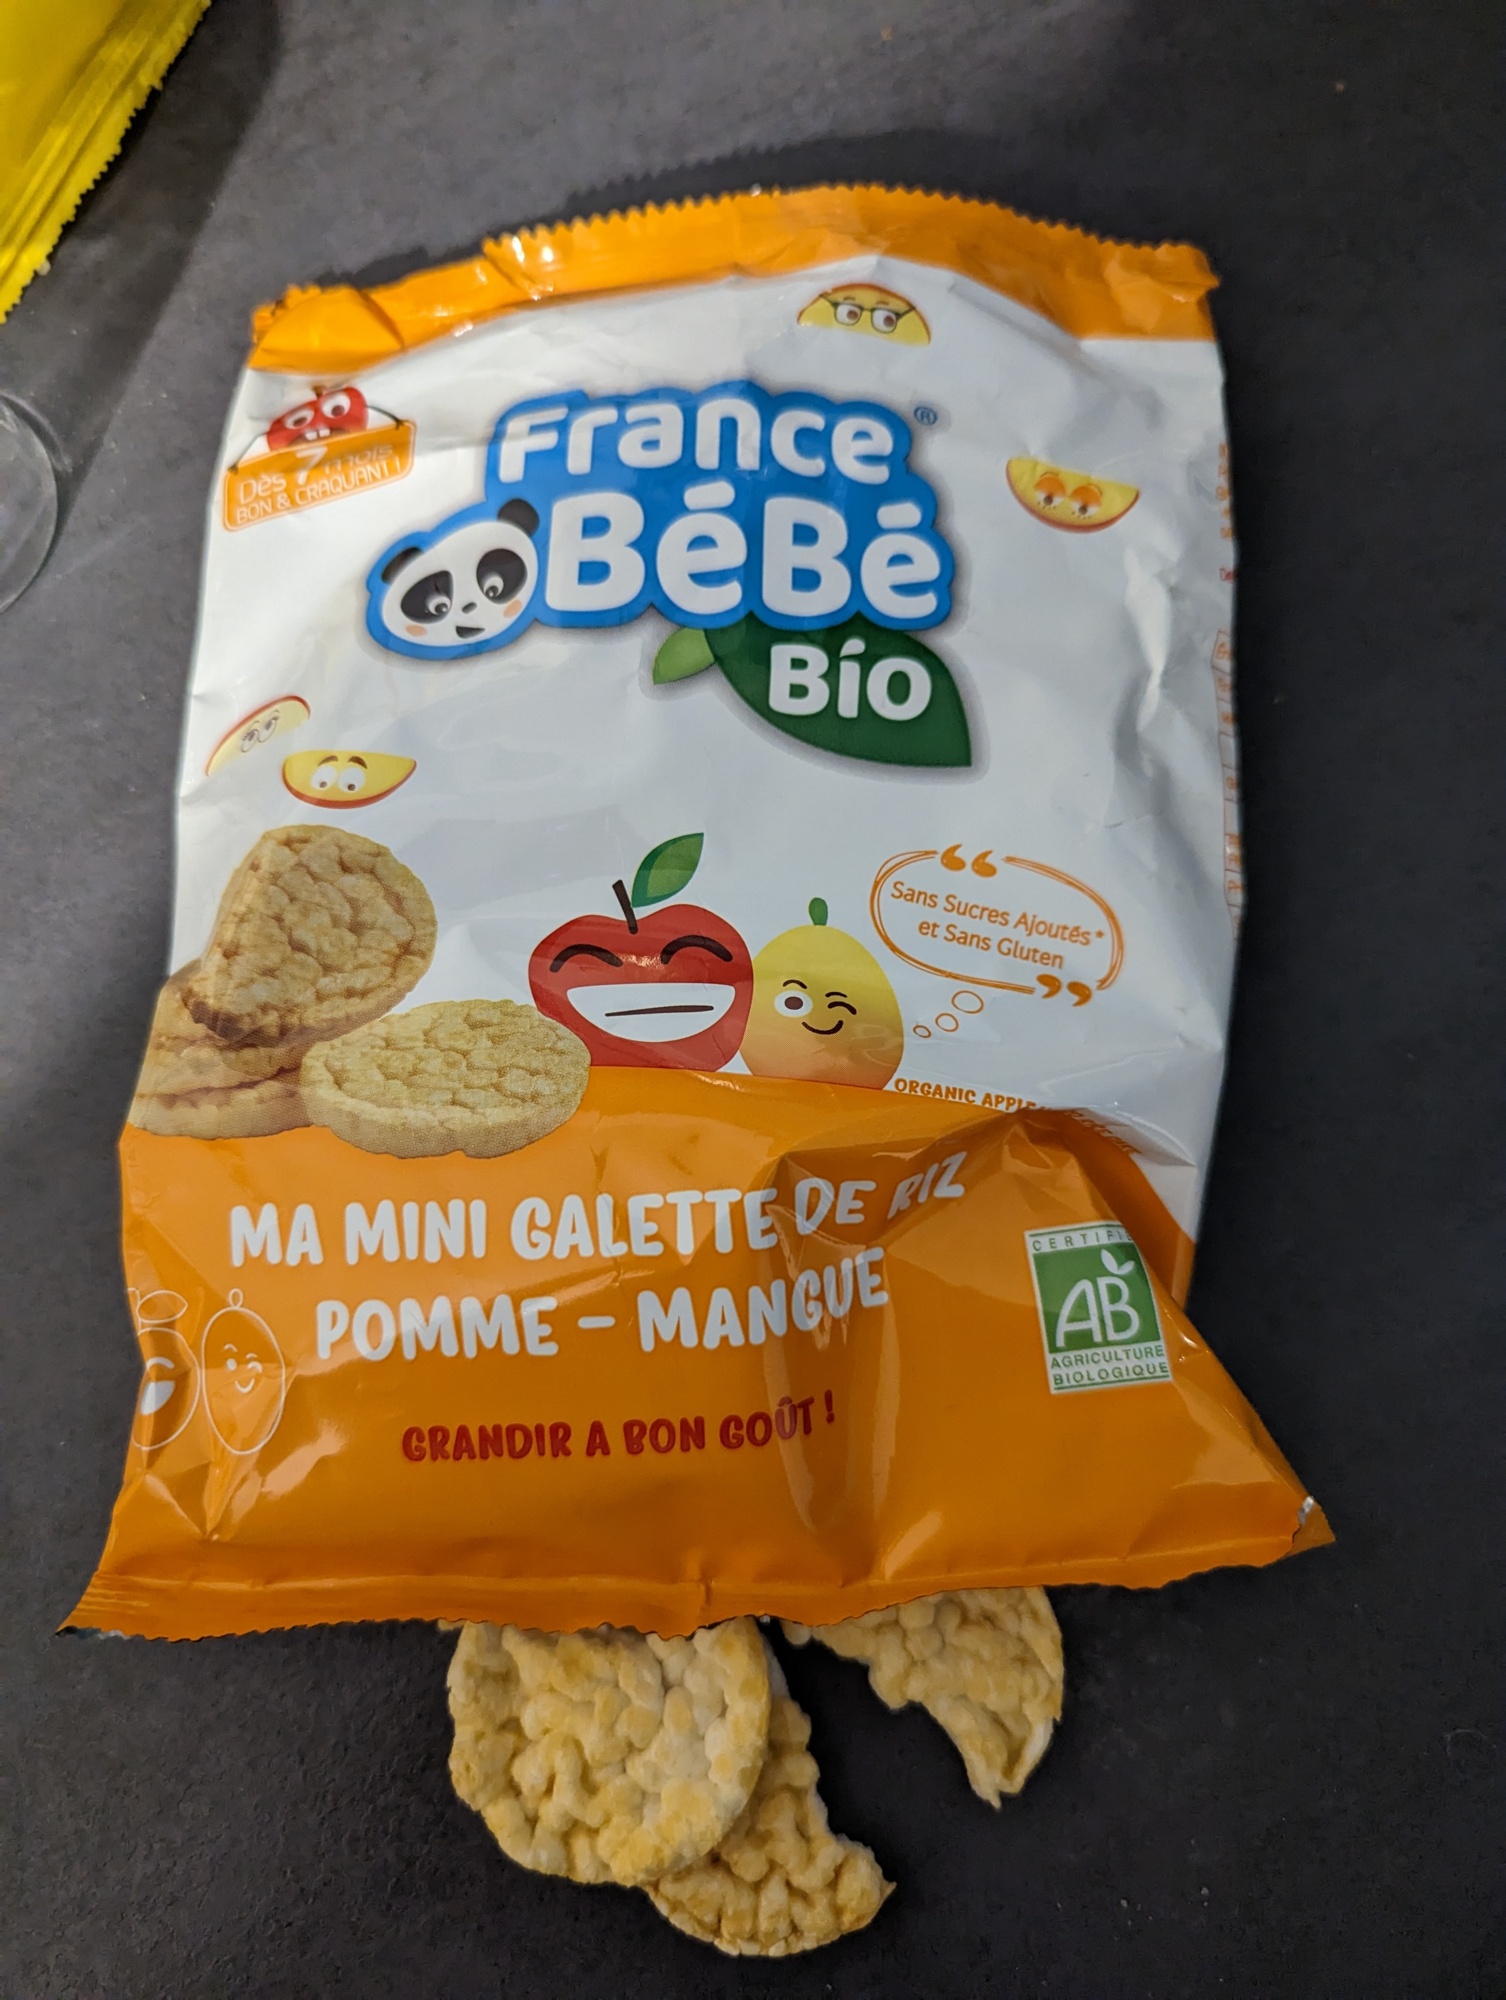 Dès 7 mois
BON & CRAQUANT !
France
BéBé
®
Bio
Sans Sucres Ajoutés*
et Sans Gluten
ORGANIC APPLE
MA MINI GALETTE DE RIZ
POMME - MANGUE
GRANDIR A BON GOÛT !
CERTIFIÉ
AB
AGRICULTURE
BIOLOGIQUE